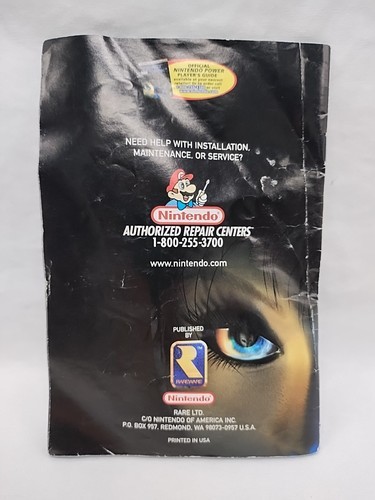 OFFICIAL
NINTENDO POWER
PLAYER'S GUIDE
NEED HELP WITH INSTALLATION,
MAINTENANCE, OR SERVICE?
Nintendo
AUTHORIZED REPAIR CENTERS
1-800-255-3700
www.nintendo.com
PUBLISHED
BY
R
RAREWARE
Nintendo
RARE LTD.
C/O NINTENDO OF AMERICA INC.
P.O. BOX 957, REDMOND, WA 98073-0957 U.S.A.
PRINTED IN USA